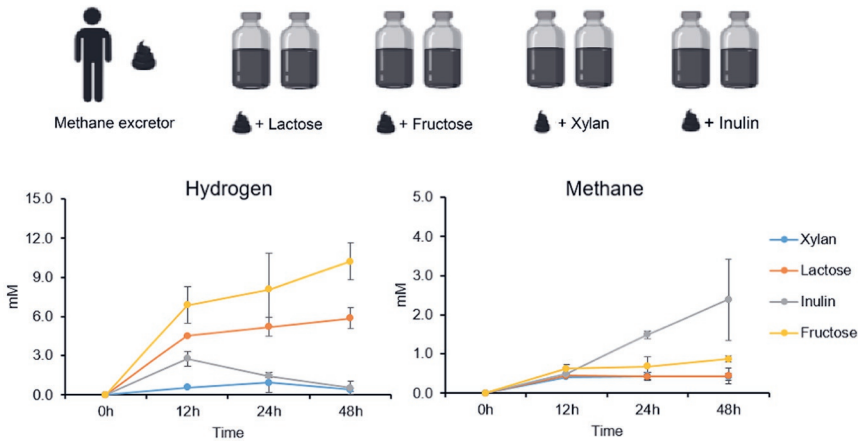 Methane excretor
+ Lactose
+ Fructose
+ Xylan
+ Inulin
Hydrogen
15.0
12.0
9.0
6.0
3.0
0.0
mM
0h 12h 24h 48h
Time
Methane
5.0
4.0
3.0
2.0
1.0
0.0
mM
0h 12h 24h 48h
Time
Xylan
Lactose
Inulin
Fructose